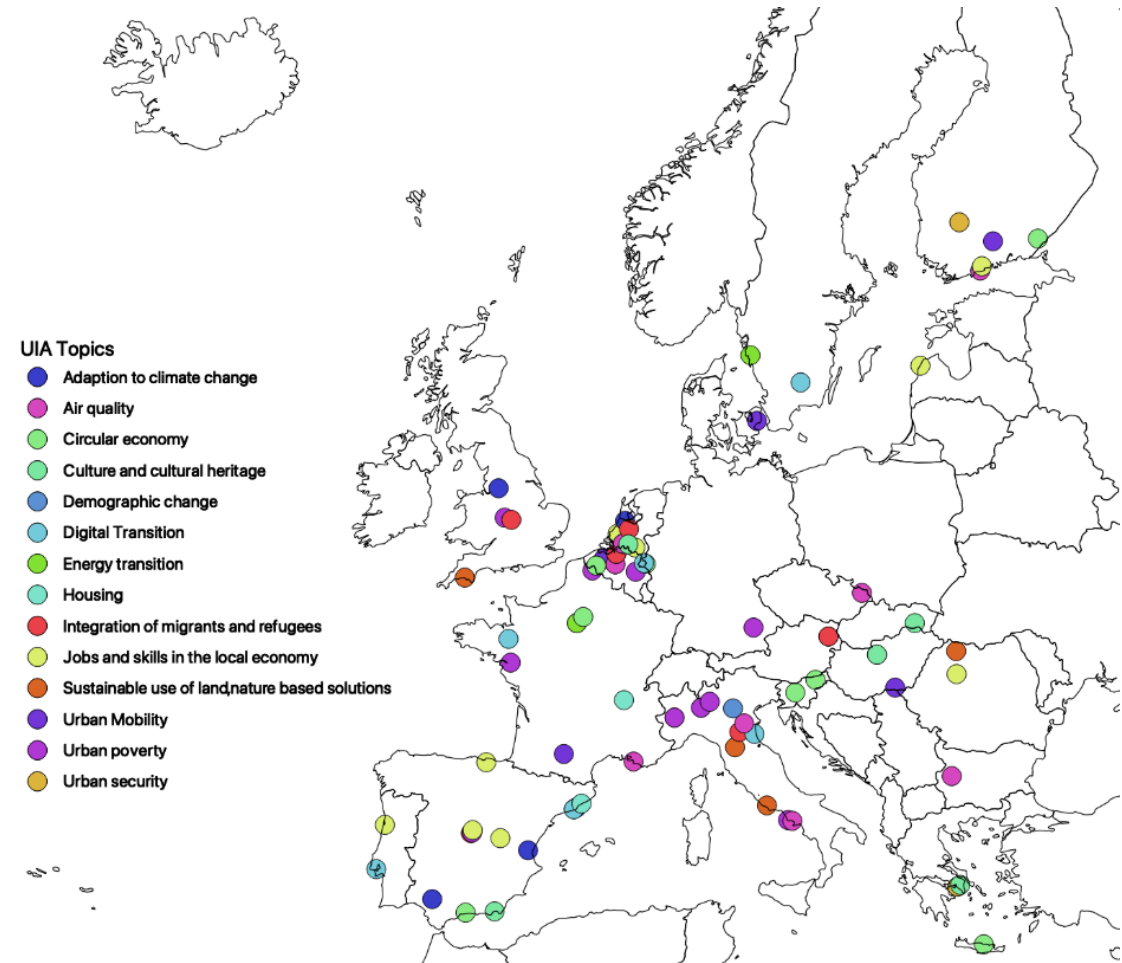 UIA Topics
Adaption to climate change
Air quality
Circular economy
Culture and cultural heritage
Demographic change
Digital Transition
Energy transition
Housing
Integration of migrants and refugees
Jobs and skills in the local economy
Sustainable use of land,nature based solutions
Urban Mobility
Urban poverty
Urban security